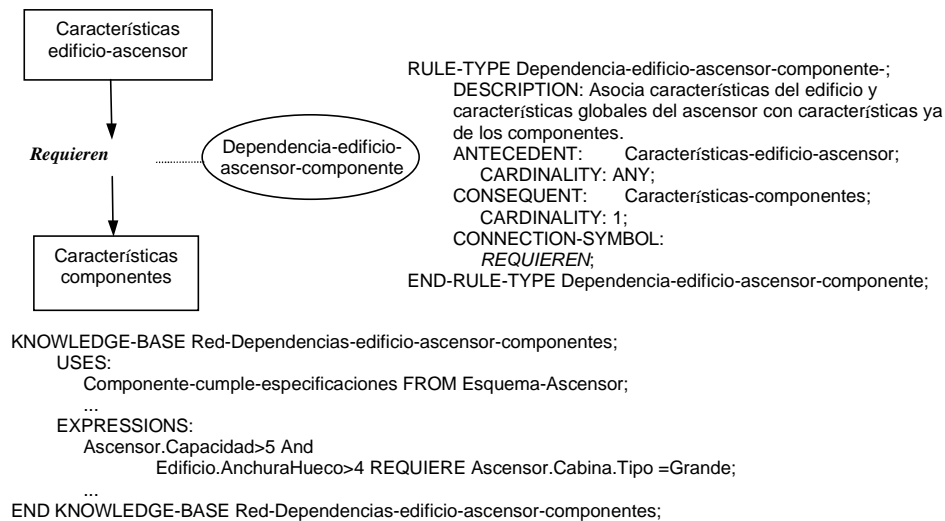 Características
edificio-ascensor
Requieren
Dependencia-edificio-
ascensor-componente
Características
componentes
RULE-TYPE Dependencia-edificio-ascensor-componente-;
DESCRIPTION: Asocia características del edificio y
características globales del ascensor con características ya
de los componentes.
ANTECEDENT: Características-edificio-ascensor;
CARDINALITY: ANY;
CONSEQUENT: Características-componentes;
CARDINALITY: 1;
CONNECTION-SYMBOL:
REQUIEREN;
END-RULE-TYPE Dependencia-edificio-ascensor-componente;
KNOWLEDGE-BASE Red-Dependencias-edificio-ascensor-componentes;
USES:
Componente-cumple-especificaciones FROM Esquema-Ascensor;
...
EXPRESSIONS:
Ascensor.Capacidad>5 And
Edificio.AnchuraHueco>4 REQUIERE Ascensor.Cabina.Tipo =Grande;
...
END KNOWLEDGE-BASE Red-Dependencias-edificio-ascensor-componentes;